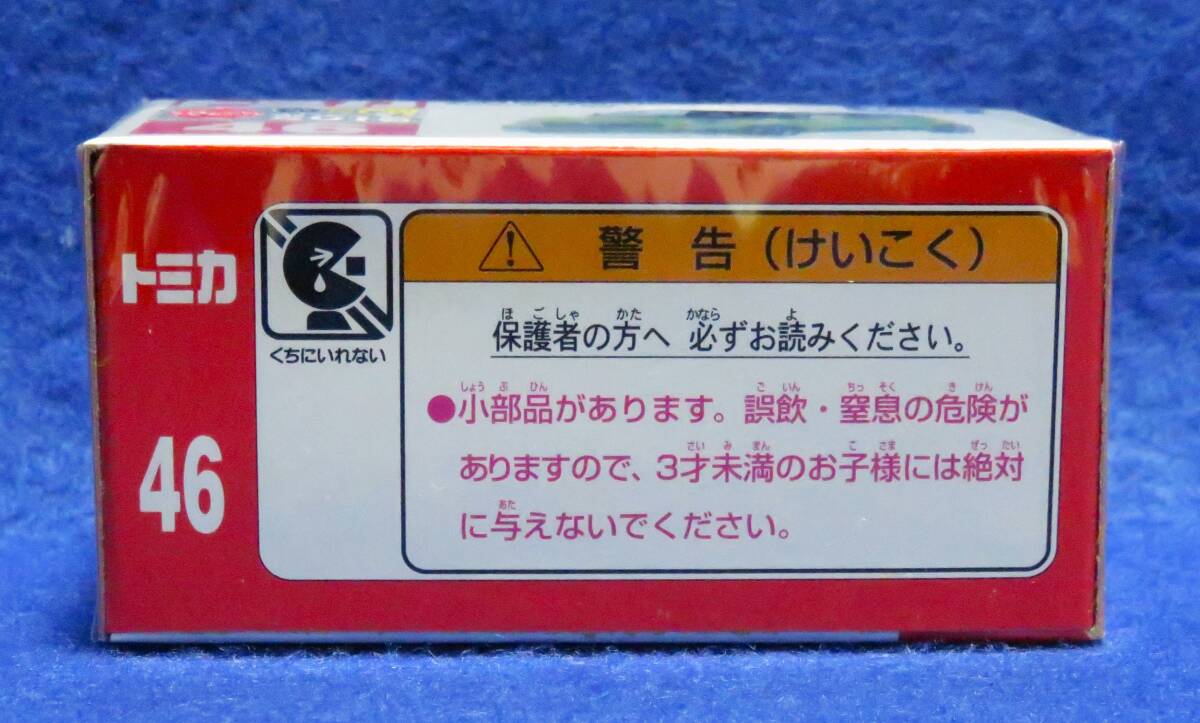 トミカ
46
くちにいれない
警告（けいこく）
ほごしゃ かた かなら よ
保護者の方へ 必ずお読みください。
しょうぶひん ごいん ちっそく きけん
●小部品があります。誤飲・窒息の危険が
さいみまん こさま ぜったい
ありますので、3才未満のお子様には絶対
あた
に与えないでください。